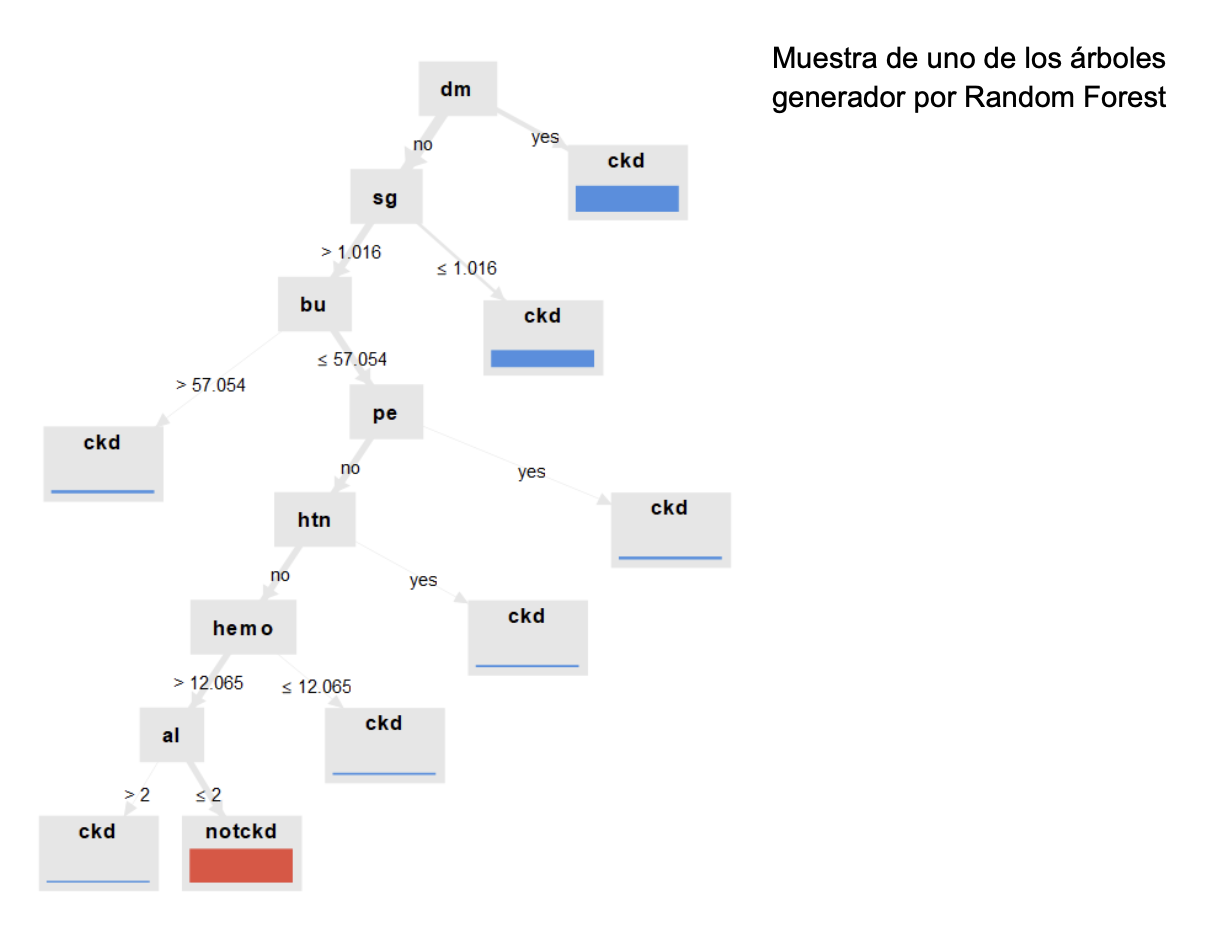 Muestra de uno de los árboles
generador por Random Forest
dm
no
yes
ckd
sg
> 1.016
≤ 1.016
bu
ckd
> 57.054
≤ 57.054
pe
ckd
no
yes
htn
ckd
no
yes
hemo
ckd
> 12.065
≤ 12.065
al
ckd
> 2
≤ 2
ckd
notckd